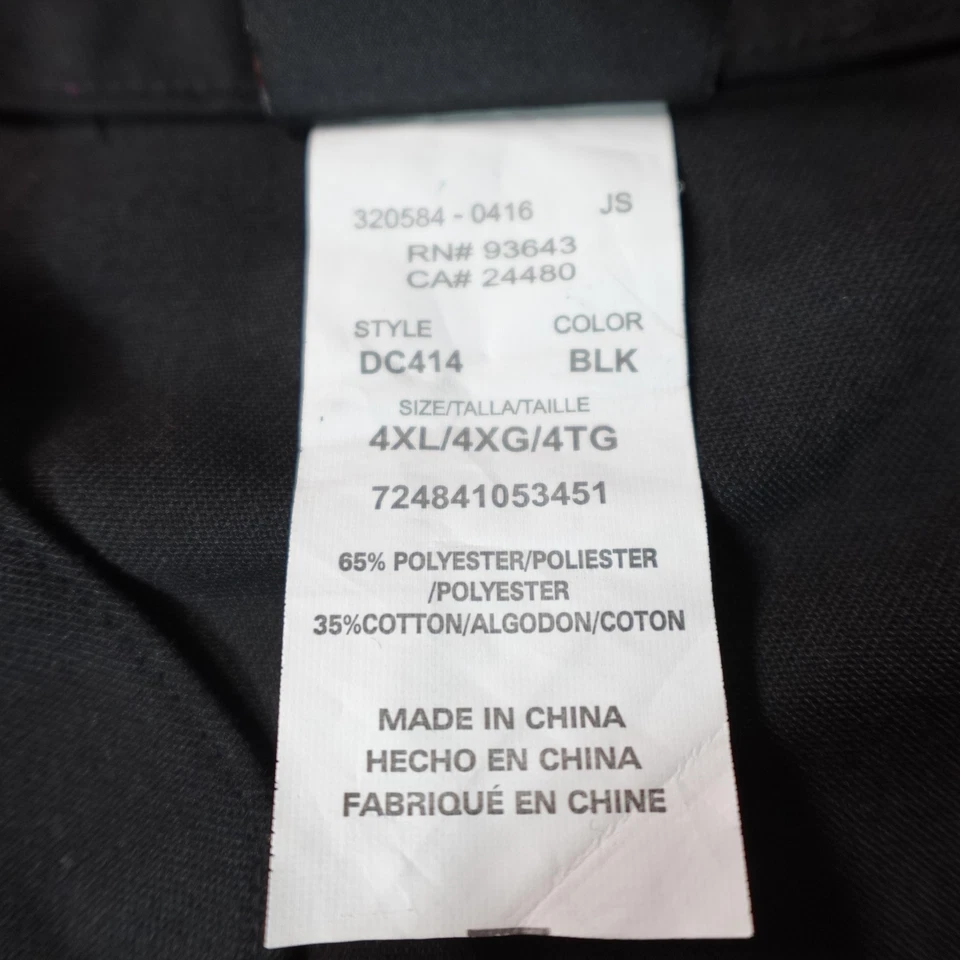 320584 - 0416 JS
RN# 93643
CA# 24480
STYLE COLOR
DC414 BLK
SIZE/TALLA/TAILLE
4XL/4XG/4TG
724841053451
65% POLYESTER/POLIESTER
/POLYESTER
35%COTTON/ALGODON/COTON
MADE IN CHINA
HECHO EN CHINA
FABRIQUÉ EN CHINE